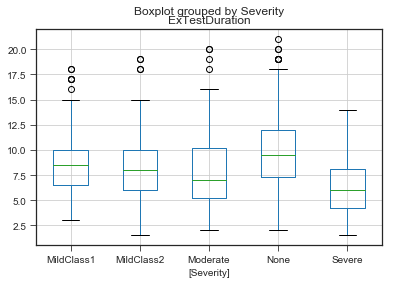 Boxplot grouped by Severity
ExTestDuration
20.0
17.5
15.0
12.5
10.0
7.5
5.0
2.5
MildClass1 MildClass2 Moderate None Severe
[Severity]